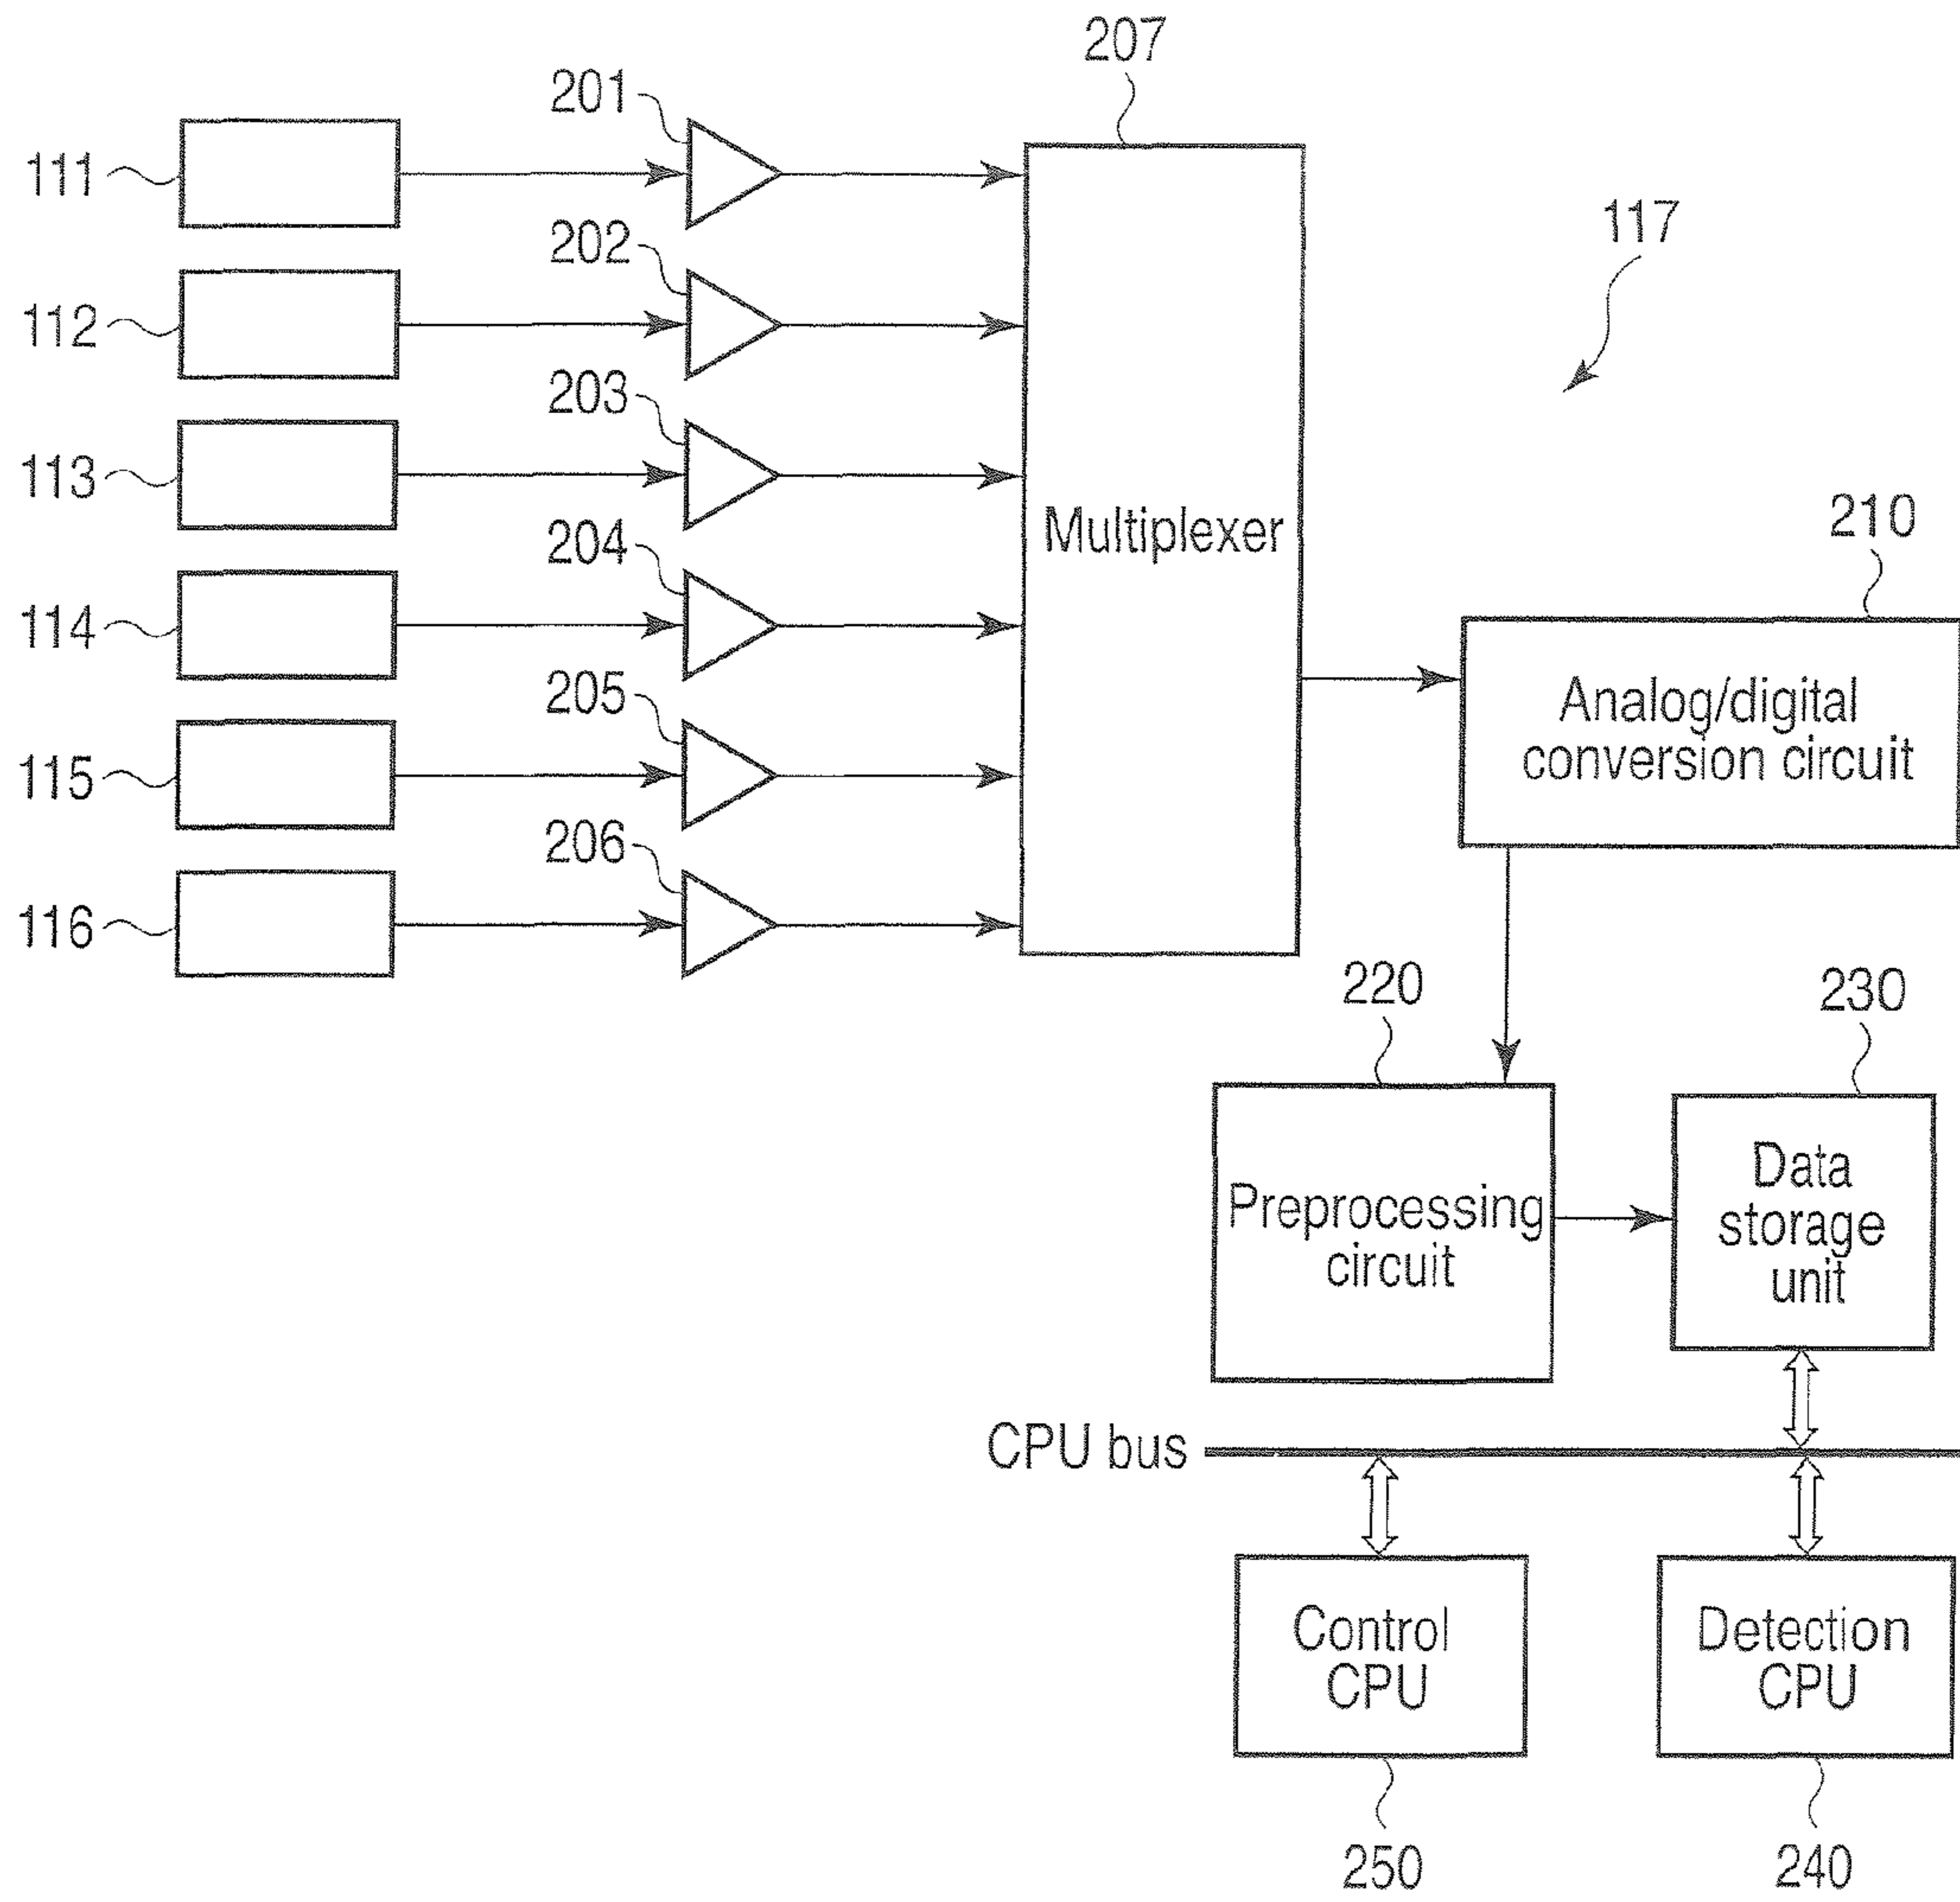 207
201
111
202
117
112
203
113
210
Multiplexer
204
114
Analog/digital
conversion circuit
205
115
206
116
220
230
Preprocessing
circuit
Data
storage
unit
CPU bus
Control
CPU
Detection
CPU
250
240